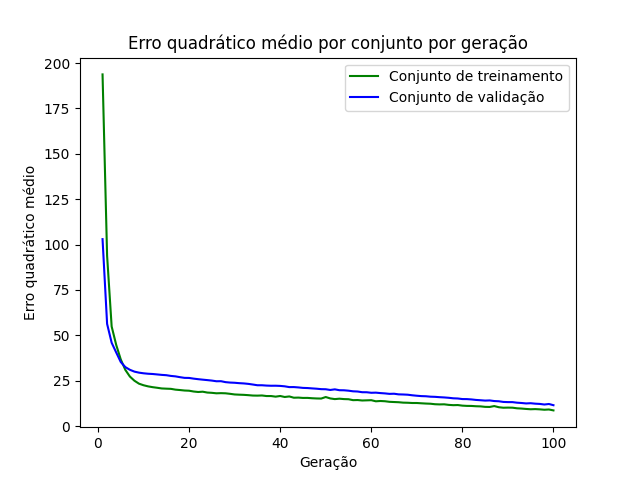 Erro quadrático médio por conjunto por geração
Conjunto de treinamento
Conjunto de validação
Erro quadrático médio
200
175
150
125
100
75
50
25
0
0 20 40 60 80 100
Geração